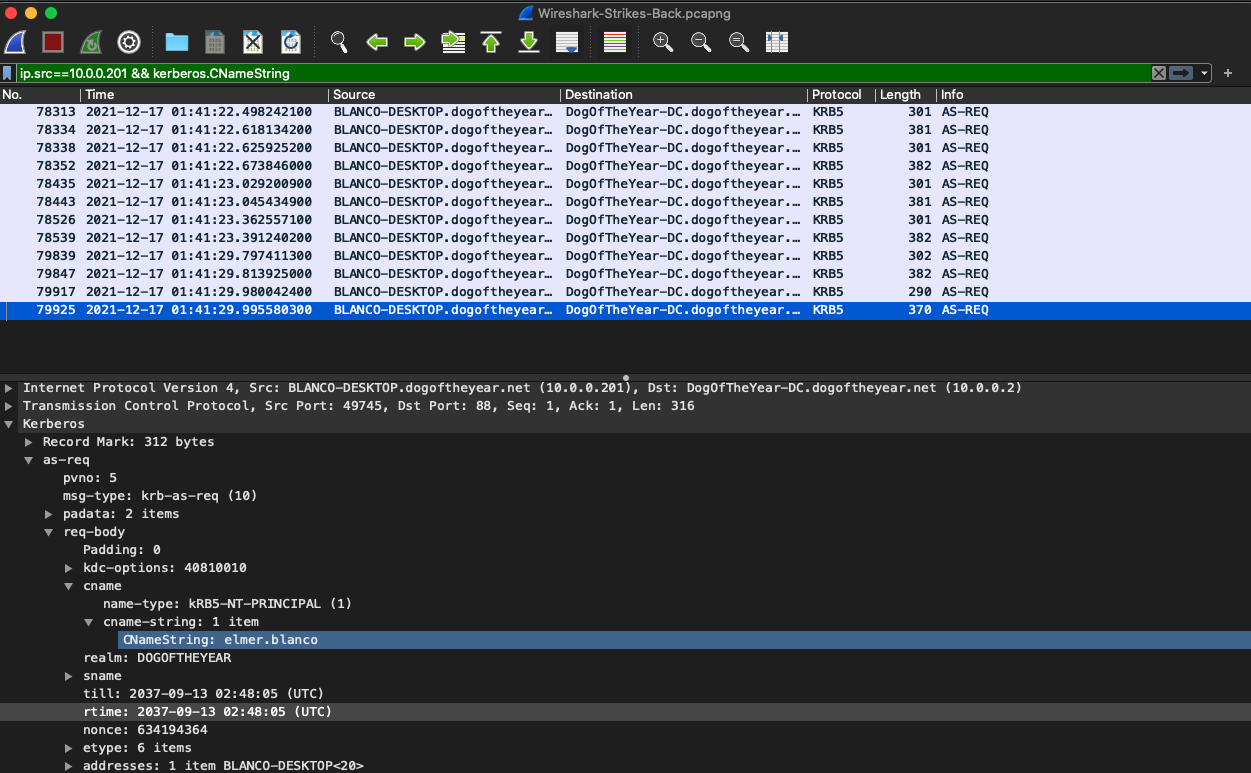 Wireshark-Strikes-Back.pcapng
ip.src==10.0.0.201 && kerberos.CNameString
No. Time Source Destination Protocol Length Info
78313 2021-12-17 01:41:22.498242100 BLANCO-DESKTOP.dogoftheyear… DogOfTheYear-DC.dogoftheyear.… KRB5 301 AS-REQ
78334 2021-12-17 01:41:22.618134200 BLANCO-DESKTOP.dogoftheyear… DogOfTheYear-DC.dogoftheyear.… KRB5 381 AS-REQ
78338 2021-12-17 01:41:22.625925200 BLANCO-DESKTOP.dogoftheyear… DogOfTheYear-DC.dogoftheyear.… KRB5 301 AS-REQ
78352 2021-12-17 01:41:22.673846000 BLANCO-DESKTOP.dogoftheyear… DogOfTheYear-DC.dogoftheyear.… KRB5 382 AS-REQ
78435 2021-12-17 01:41:23.029200900 BLANCO-DESKTOP.dogoftheyear… DogOfTheYear-DC.dogoftheyear.… KRB5 301 AS-REQ
78443 2021-12-17 01:41:23.045434900 BLANCO-DESKTOP.dogoftheyear… DogOfTheYear-DC.dogoftheyear.… KRB5 381 AS-REQ
78526 2021-12-17 01:41:23.362557100 BLANCO-DESKTOP.dogoftheyear… DogOfTheYear-DC.dogoftheyear.… KRB5 301 AS-REQ
78539 2021-12-17 01:41:23.391240200 BLANCO-DESKTOP.dogoftheyear… DogOfTheYear-DC.dogoftheyear.… KRB5 382 AS-REQ
79839 2021-12-17 01:41:29.797411300 BLANCO-DESKTOP.dogoftheyear… DogOfTheYear-DC.dogoftheyear.… KRB5 302 AS-REQ
79847 2021-12-17 01:41:29.813925000 BLANCO-DESKTOP.dogoftheyear… DogOfTheYear-DC.dogoftheyear.… KRB5 382 AS-REQ
79917 2021-12-17 01:41:29.980042400 BLANCO-DESKTOP.dogoftheyear… DogOfTheYear-DC.dogoftheyear.… KRB5 290 AS-REQ
79925 2021-12-17 01:41:29.995580300 BLANCO-DESKTOP.dogoftheyear… DogOfTheYear-DC.dogoftheyear.… KRB5 370 AS-REQ
Internet Protocol Version 4, Src: BLANCO-DESKTOP.dogoftheyear.net (10.0.0.201), Dst: DogOfTheYear-DC.dogoftheyear.net (10.0.0.2)
Transmission Control Protocol, Src Port: 49745, Dst Port: 88, Seq: 1, Ack: 1, Len: 316
Kerberos
Record Mark: 312 bytes
as-req
pvno: 5
msg-type: krb-as-req (10)
padata: 2 items
req-body
Padding: 0
kdc-options: 40810010
cname
name-type: kRB5-NT-PRINCIPAL (1)
cname-string: 1 item
CNameString: elmer.blanco
realm: DOGOFTHEYEAR
sname
till: 2037-09-13 02:48:05 (UTC)
rtime: 2037-09-13 02:48:05 (UTC)
nonce: 634194364
etype: 6 items
addresses: 1 item BLANCO-DESKTOP<20>